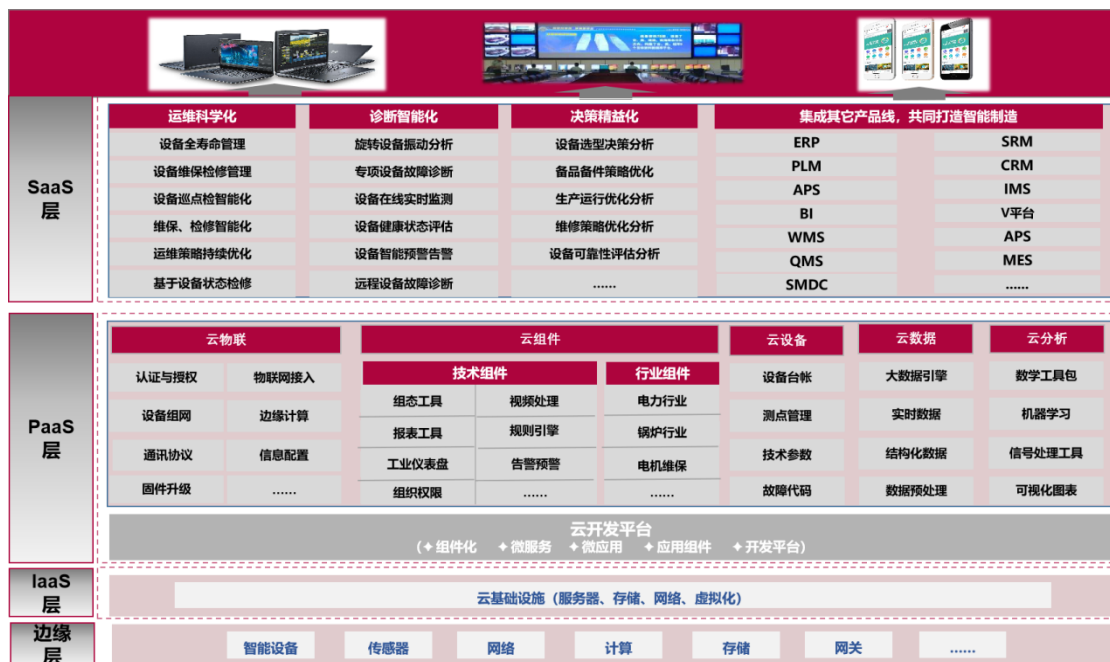 SaaS
层
运维科学化
设备全寿命管理
设备维保检修管理
设备巡点检智能化
维保、检修智能化
运维策略持续优化
基于设备状态检修
诊断智能化
旋转设备振动分析
专项设备故障诊断
设备在线实时监测
设备健康状态评估
设备智能预警告警
远程设备故障诊断
决策精益化
设备选型决策分析
备品备件策略优化
生产运行优化分析
维修策略优化分析
设备可靠性评估分析
......
集成其它产品线，共同打造智能制造
ERP
PLM
APS
BI
WMS
QMS
SMDC
SRM
CRM
IMS
V平台
APS
MES
......
PaaS
层
云物联
认证与授权
设备组网
通讯协议
固件升级
物联网接入
边缘计算
信息配置
......
云组件
技术组件
组态工具
报表工具
工业仪表盘
组织权限
视频处理
规则引擎
告警预警
......
行业组件
电力行业
锅炉行业
电机维保
......
云设备
设备台帐
测点管理
技术参数
故障代码
云数据
大数据引擎
实时数据
结构化数据
数据预处理
云分析
数学工具包
机器学习
信号处理工具
可视化图表
云开发平台
（✦组件化 ✦微服务 ✦微应用 ✦应用组件 ✦开发平台）
IaaS
层
云基础设施（服务器、存储、网络、虚拟化）
边缘
层
智能设备
传感器
网络
计算
存储
网关
......